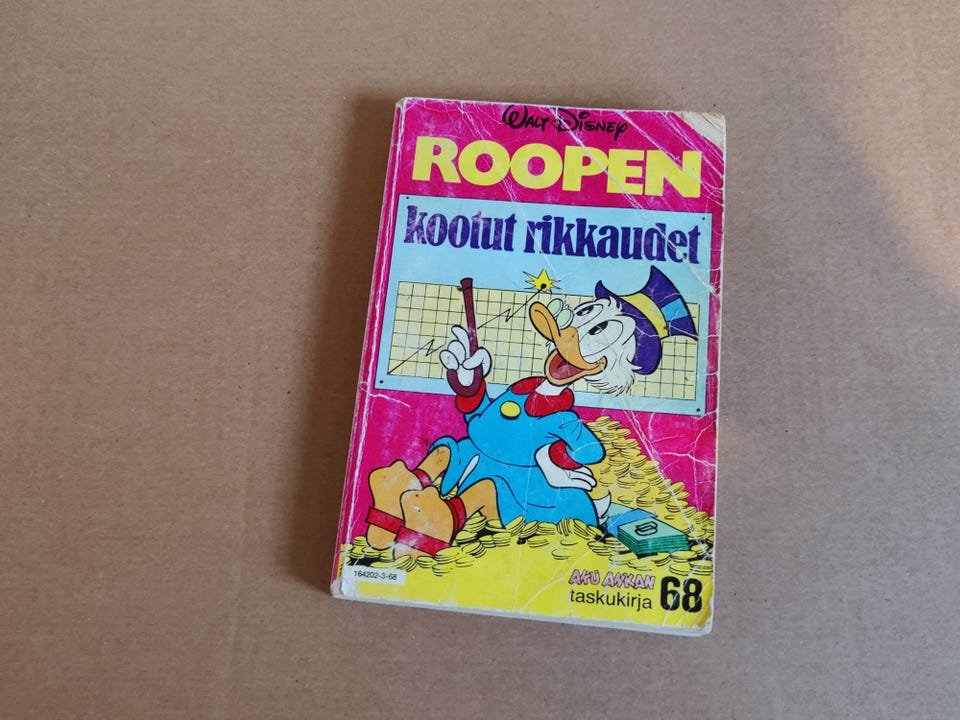 Walt Disney
ROOPEN
kootut rikkaudet
164202-3-68
AKU ANKAN
taskukirja 68